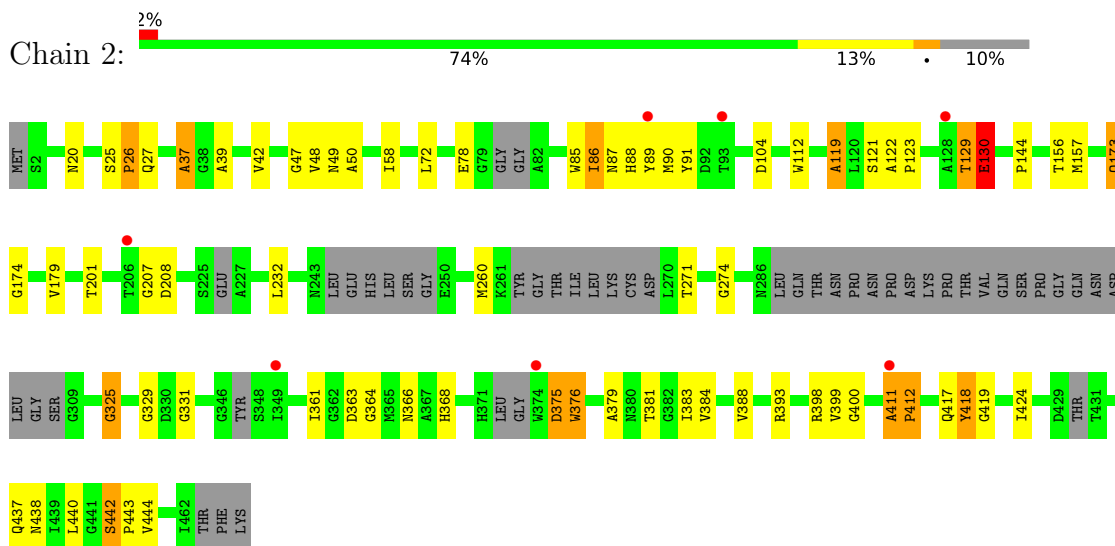 2%
Chain 2:
74% 13% • 10%
MET S2 N20 S25 P26 Q27 A37 G38 A39 V42 G47 V48 N49 A50 I58 L72 E78 G79 GLY GLY A82 W85 I86 N87 H88 Y89 M90 Y91 D92 T93 D104 W112 A119 L120 S121 A122 P123 A128 T129 E130 P144 T156 M157
G174 V179 T201 T206 G207 D208 S225 GLU A227 L232 N243 LEU GLU HIS LEU SER GLY E250 M260 K261 TYR GLY THR ILE LEU LYS CYS ASP L270 T271 G274 N286 LEU GLN THR ASN PRO ASN PRO ASP LYS PRO THR VAL GLN SER PRO GLY GLN ASN ASP
LEU GLY SER G309 G325 G329 D330 G331 G346 TYR S348 I349 I361 G362 D363 G364 M365 N366 A367 H368 H371 LEU GLY W374 D375 W376 A379 N380 T381 G382 I383 V384 V388 R393 R398 V399 G400 A411 P412 Q417 Y418 G419 I424 D429 THR T431
Q437 N438 I439 L440 G441 S442 P443 V444 I462 THR PHE LYS